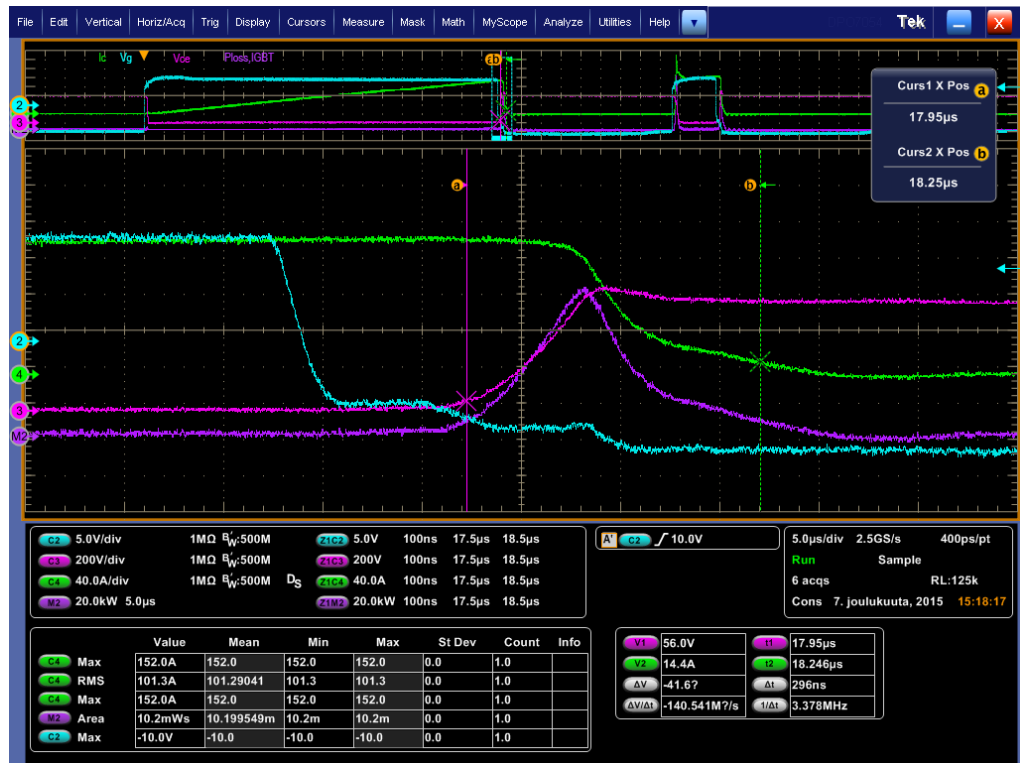 File Edit Vertical Horiz/Acq Trig Display Cursors Measure Mask Math MyScope Analyze Utilities Help Tek X
Ic Vg Vce Ploss,IGBT
a b
Curs1 X Pos a
17.95µs
Curs2 X Pos b
18.25µs
2
3
a b
2
4
3
M2
C2 5.0V/div 1MΩ BW:500M Z1C2 5.0V 100ns 17.5µs 18.5µs
C3 200V/div 1MΩ BW:500M Z1C3 200V 100ns 17.5µs 18.5µs
C4 40.0A/div 1MΩ BW:500M DS Z1C4 40.0A 100ns 17.5µs 18.5µs
M2 20.0kW 5.0µs Z1M2 20.0kW 100ns 17.5µs 18.5µs
A' C2 10.0V
5.0µs/div 2.5GS/s 400ps/pt
Run Sample
6 acqs RL:125k
Cons 7. joulukuuta, 2015 15:18:17
Value Mean Min Max St Dev Count Info
C4 Max 152.0A 152.0 152.0 152.0 0.0 1.0
C4 RMS 101.3A 101.29041 101.3 101.3 0.0 1.0
C4 Max 152.0A 152.0 152.0 152.0 0.0 1.0
M2 Area 10.2mWs 10.199549m 10.2m 10.2m 0.0 1.0
C2 Max -10.0V -10.0 -10.0 -10.0 0.0 1.0
V1 56.0V t1 17.95µs
V2 14.4A t2 18.246µs
ΔV -41.6? Δt 296ns
ΔV/Δt -140.541M?/s 1/Δt 3.378MHz